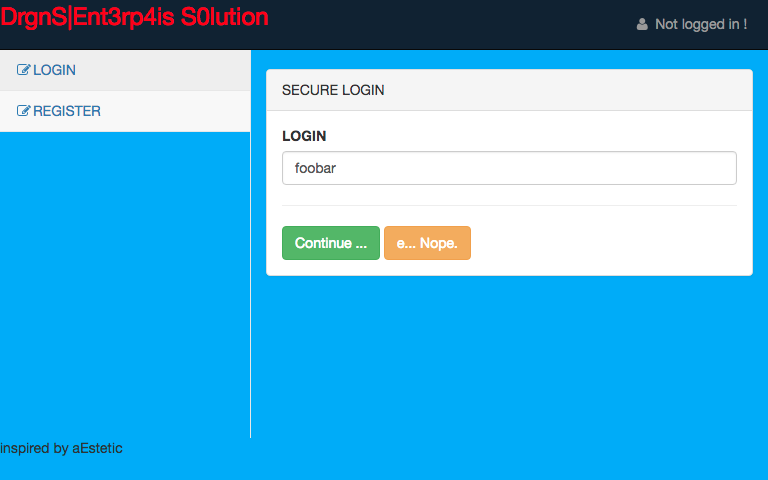 DrgnS|Ent3rp4is S0lution
Not logged in !
LOGIN
REGISTER
SECURE LOGIN
LOGIN
foobar
Continue ...
e... Nope.
inspired by aEstetic